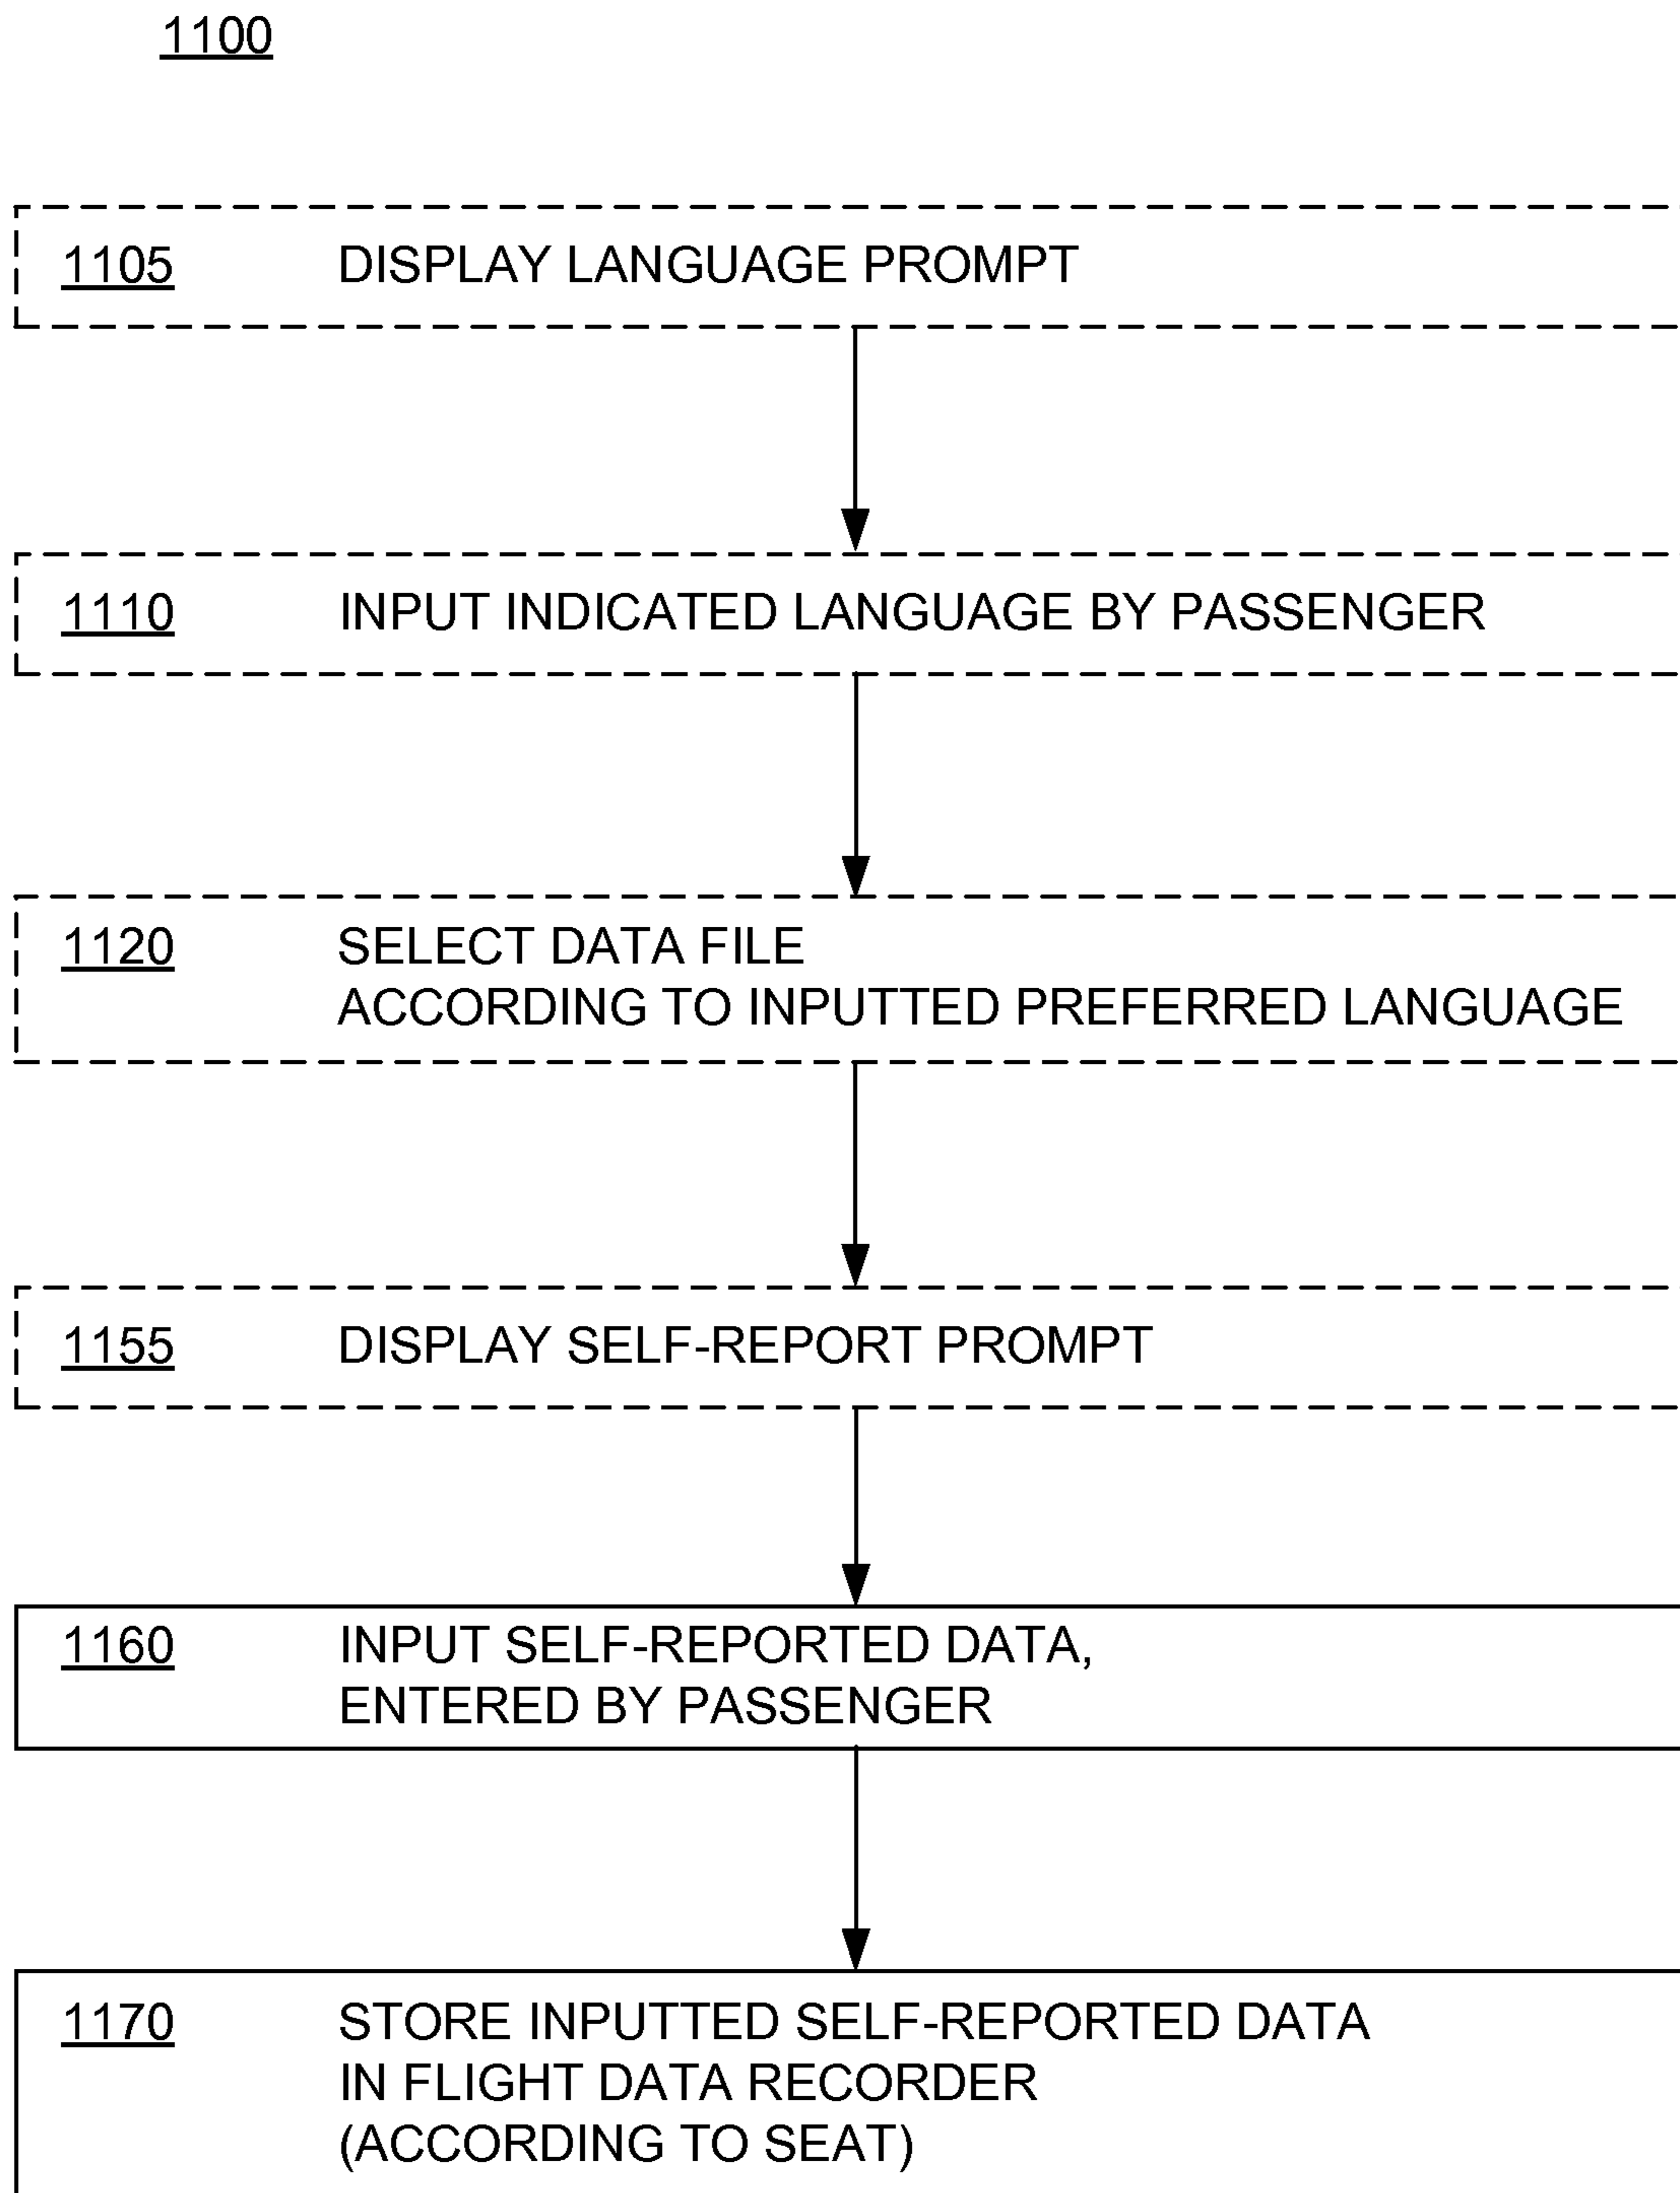 1100
1105 DISPLAY LANGUAGE PROMPT
1110 INPUT INDICATED LANGUAGE BY PASSENGER
1120 SELECT DATA FILE
ACCORDING TO INPUTTED PREFERRED LANGUAGE
1155 DISPLAY SELF-REPORT PROMPT
1160 INPUT SELF-REPORTED DATA,
ENTERED BY PASSENGER
1170 STORE INPUTTED SELF-REPORTED DATA
IN FLIGHT DATA RECORDER
(ACCORDING TO SEAT)